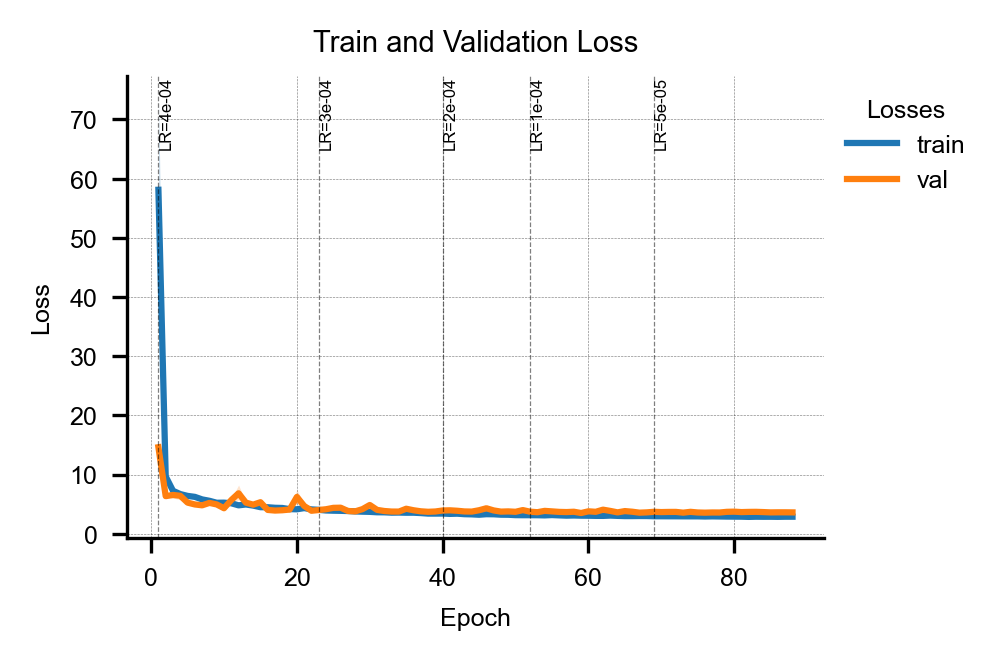 Train and Validation Loss
LR=4e-04
LR=3e-04
LR=2e-04
LR=1e-04
LR=5e-05
Losses
train
val
70
60
50
40
30
20
10
0
Loss
0
20
40
60
80
Epoch